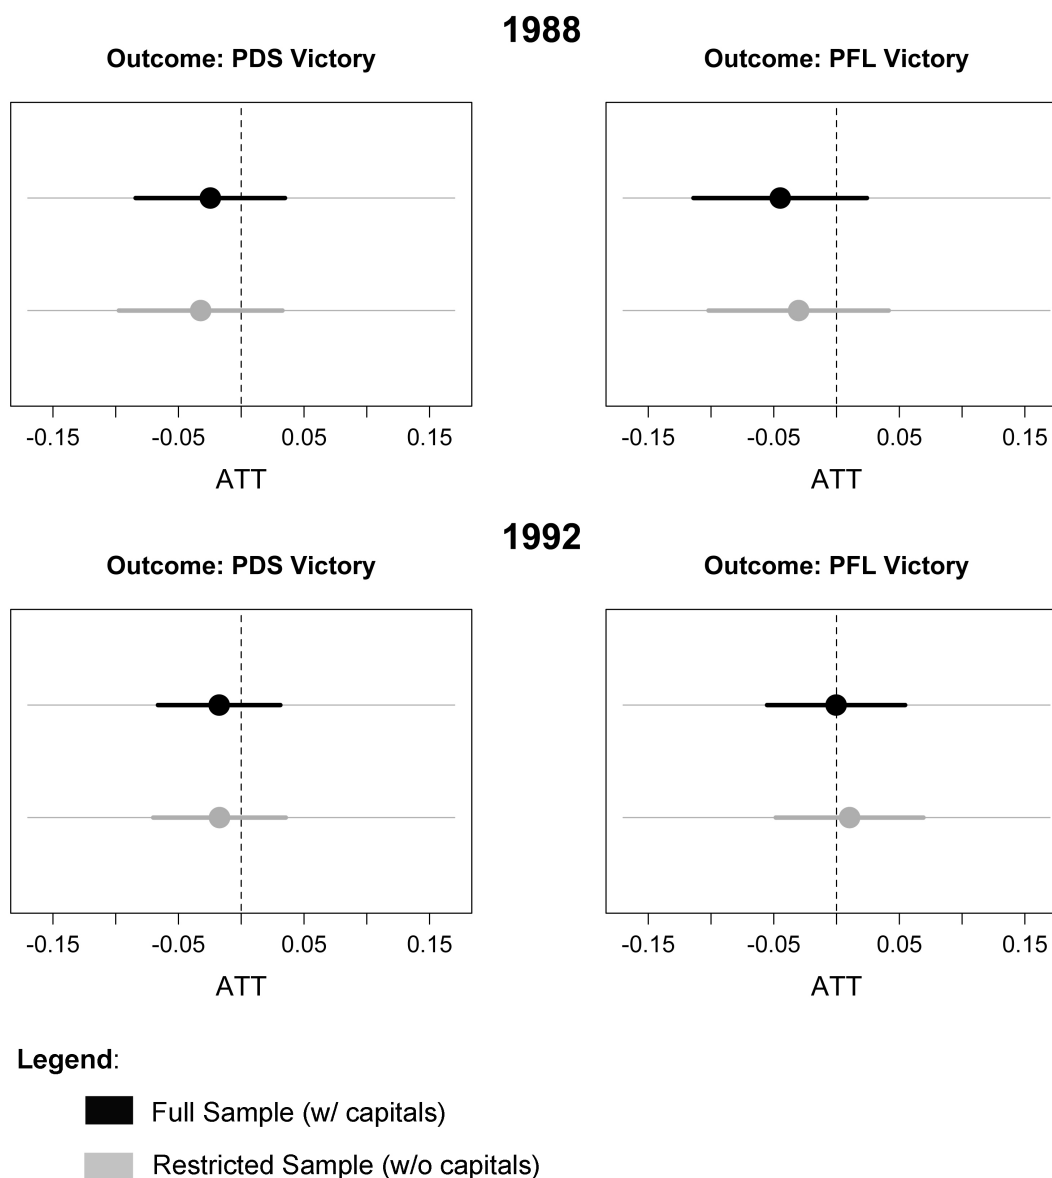 1988
Outcome: PDS Victory Outcome: PFL Victory
-0.15 -0.05 0.05 0.15 -0.15 -0.05 0.05 0.15
ATT ATT
1992
Outcome: PDS Victory Outcome: PFL Victory
-0.15 -0.05 0.05 0.15 -0.15 -0.05 0.05 0.15
ATT ATT
Legend:
Full Sample (w/ capitals)
Restricted Sample (w/o capitals)